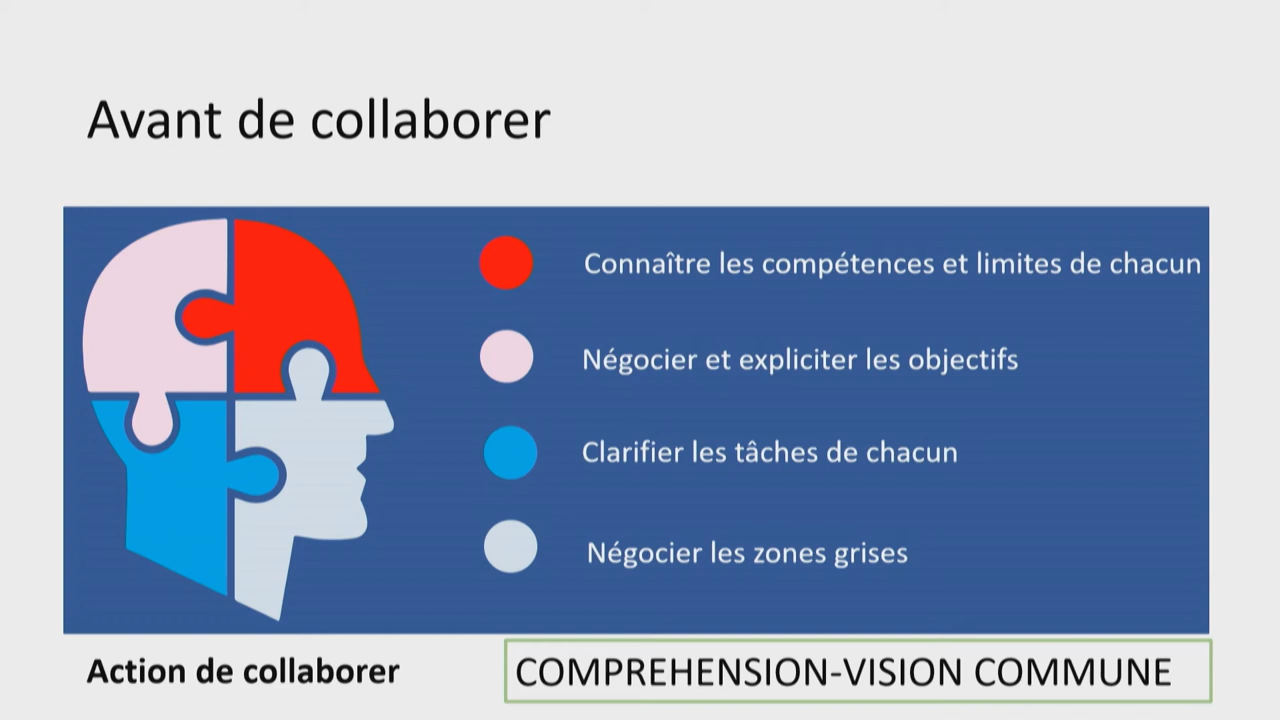 Avant de collaborer
Connaître les compétences et limites de chacun
Négocier et expliciter les objectifs
Clarifier les tâches de chacun
Négocier les zones grises
Action de collaborer
COMPREHENSION-VISION COMMUNE